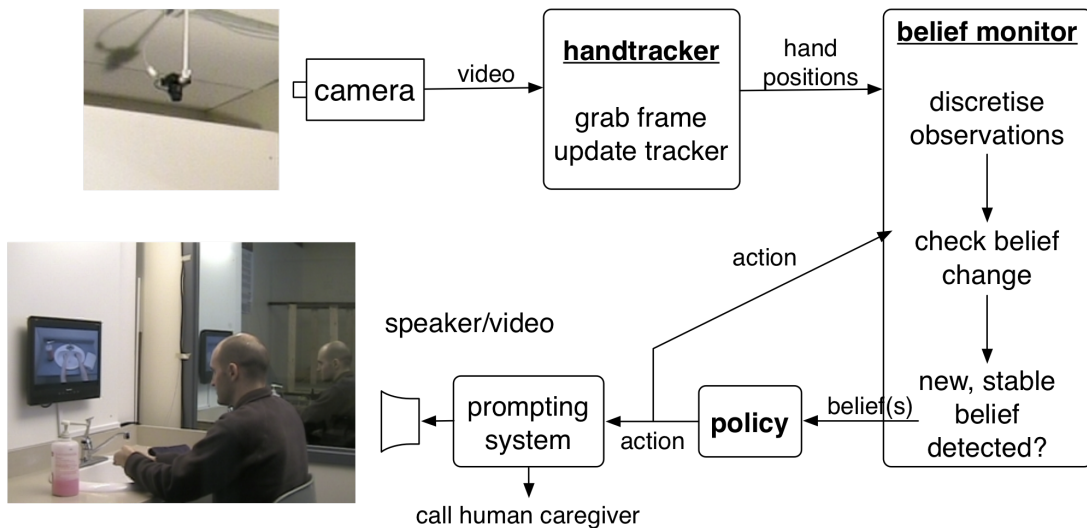 camera
video
handtracker
grab frame
update tracker
hand
positions
belief monitor
discretise
observations
check belief
change
new, stable
belief
detected?
belief(s)
policy
action
action
prompting
system
speaker/video
call human caregiver